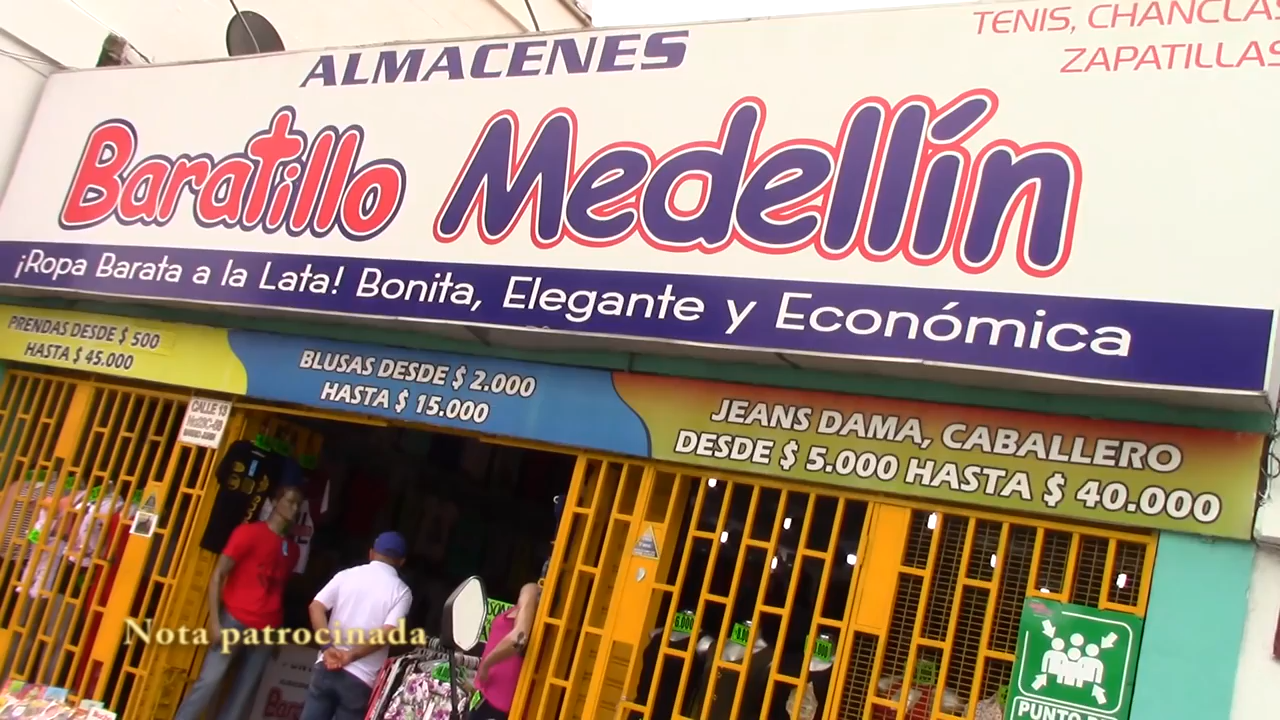 TENIS, CHANCLAS
ZAPATILLAS
ALMACENES
Baratillo Medellín
¡Ropa Barata a la Lata! Bonita, Elegante y Económica
PRENDAS DESDE $ 500
HASTA $ 45.000
BLUSAS DESDE $ 2.000
HASTA $ 15.000
JEANS DAMA, CABALLERO
DESDE $ 5.000 HASTA $ 40.000
CALLE 13
Nota patrocinada
PUNTO